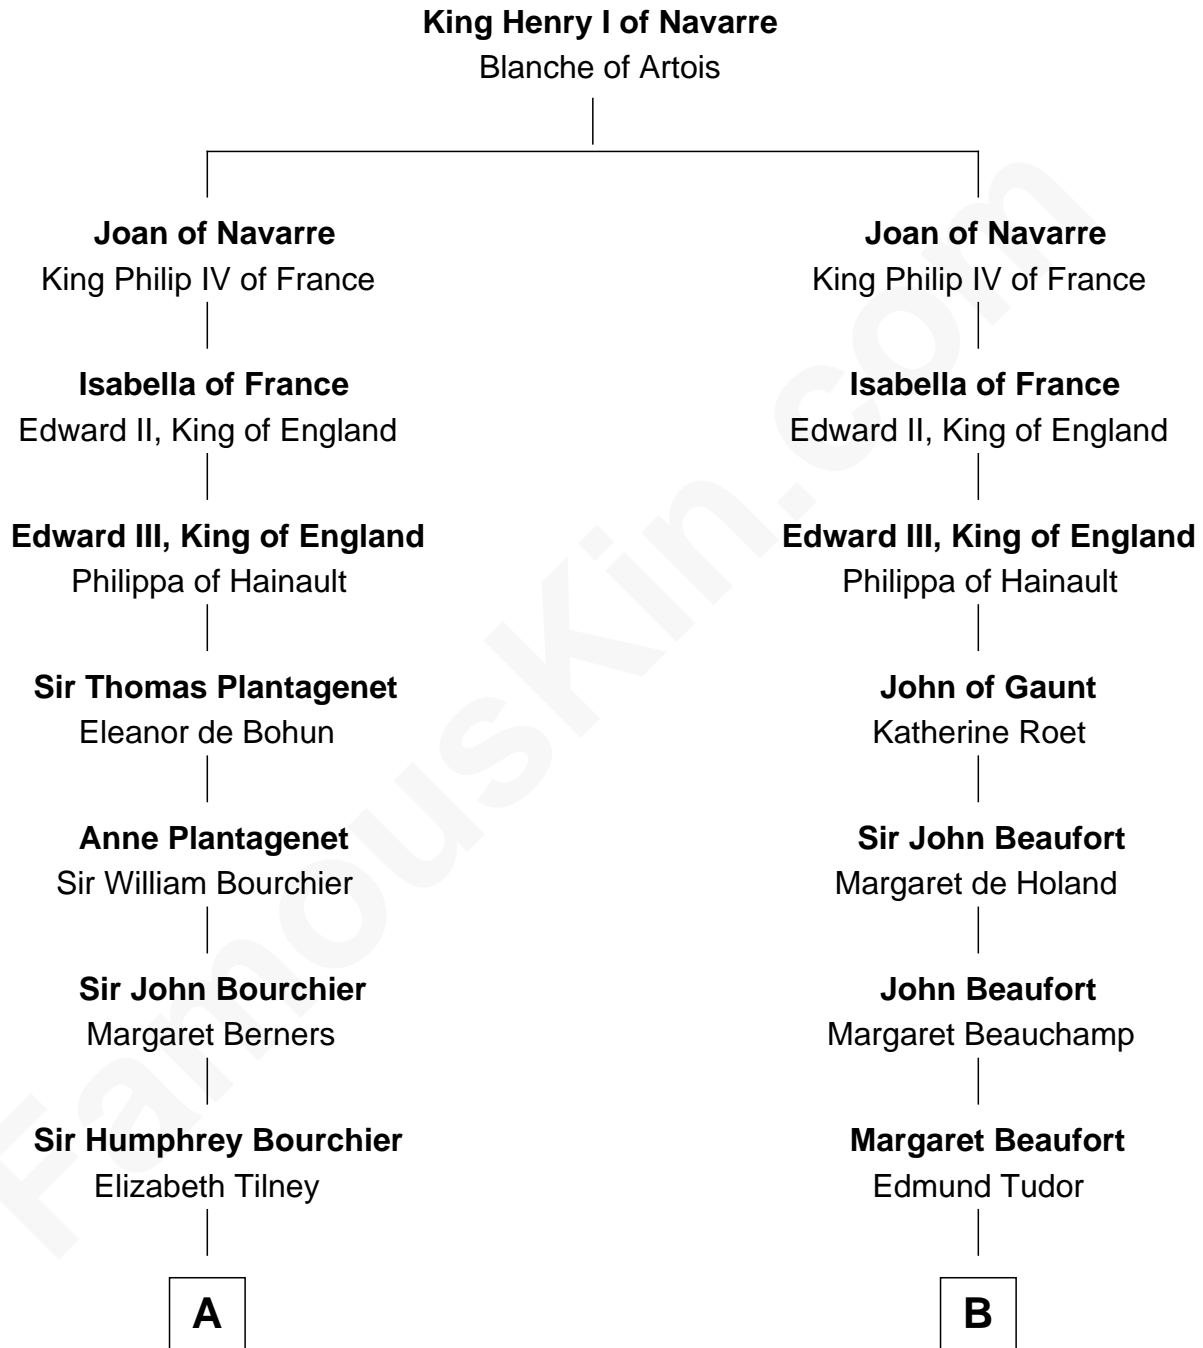 King Henry I of Navarre
Blanche of Artois
Joan of Navarre
King Philip IV of France
Isabella of France
Edward II, King of England
Edward III, King of England
Philippa of Hainault
Sir Thomas Plantagenet
Eleanor de Bohun
Anne Plantagenet
Sir William Bourchier
Sir John Bourchier
Margaret Berners
Sir Humphrey Bourchier
Elizabeth Tilney
A
Joan of Navarre
King Philip IV of France
Isabella of France
Edward II, King of England
Edward III, King of England
Philippa of Hainault
John of Gaunt
Katherine Roet
Sir John Beaufort
Margaret de Holand
John Beaufort
Margaret Beauchamp
Margaret Beaufort
Edmund Tudor
B
FamousKin.com